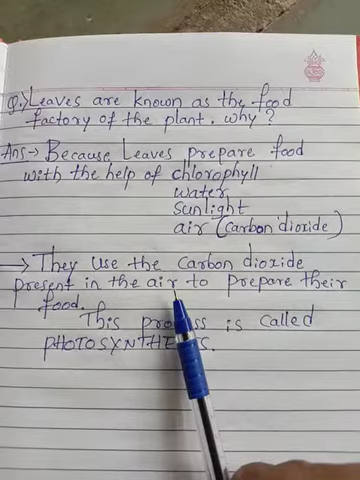 Q.) Leaves are known as the food
factory of the plant. why?
Ans→ Because Leaves prepare food
with the help of chlorophyll
water
sunlight
air (carbon dioxide)
→ They use the carbon dioxide
present in the air to prepare their
food.
This process is called
PHOTOSYNTHESIS.